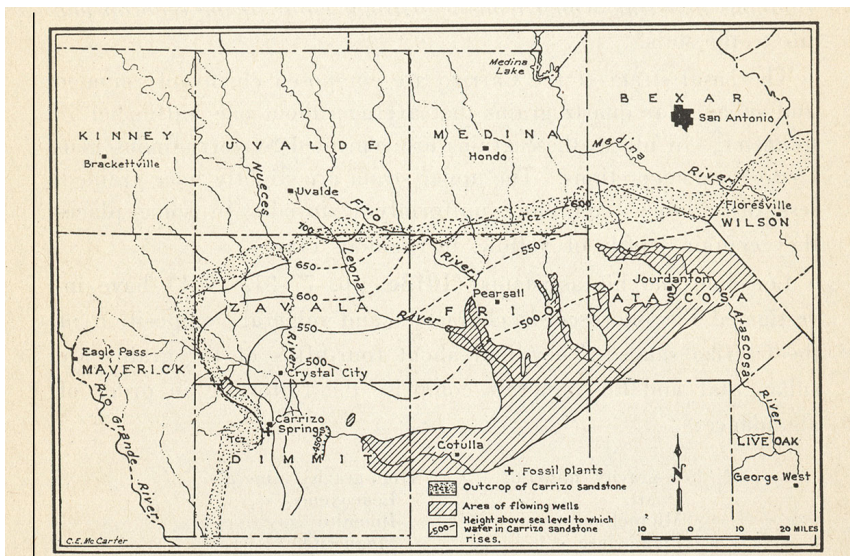 Medina
Lake
BEXAR
San Antonio
KINNEY
Brackettville
UVALDE
MEDINA
Hondo
Medina
River
Nueces
Uvalde
Frio
Tcz
600
Floresville
WILSON
700
550
650
Leona
River
Jourdanton
Pearsall
600
ZAVALA
FRIO
ATASCOSA
550
River
500
River
Atascosa
Eagle Pass
MAVERICK
500
Crystal City
Rio Grande River
River
Carrizo
Springs
Tcz
450
Cotulla
LIVE OAK
DIMMIT
+ Fossil plants
N
George West
Tcz
Outcrop of Carrizo sandstone
Area of flowing wells
500
Height above sea level to which
water in Carrizo sandstone
rises.
10 0 10 20 MILES
C.E. McCarter